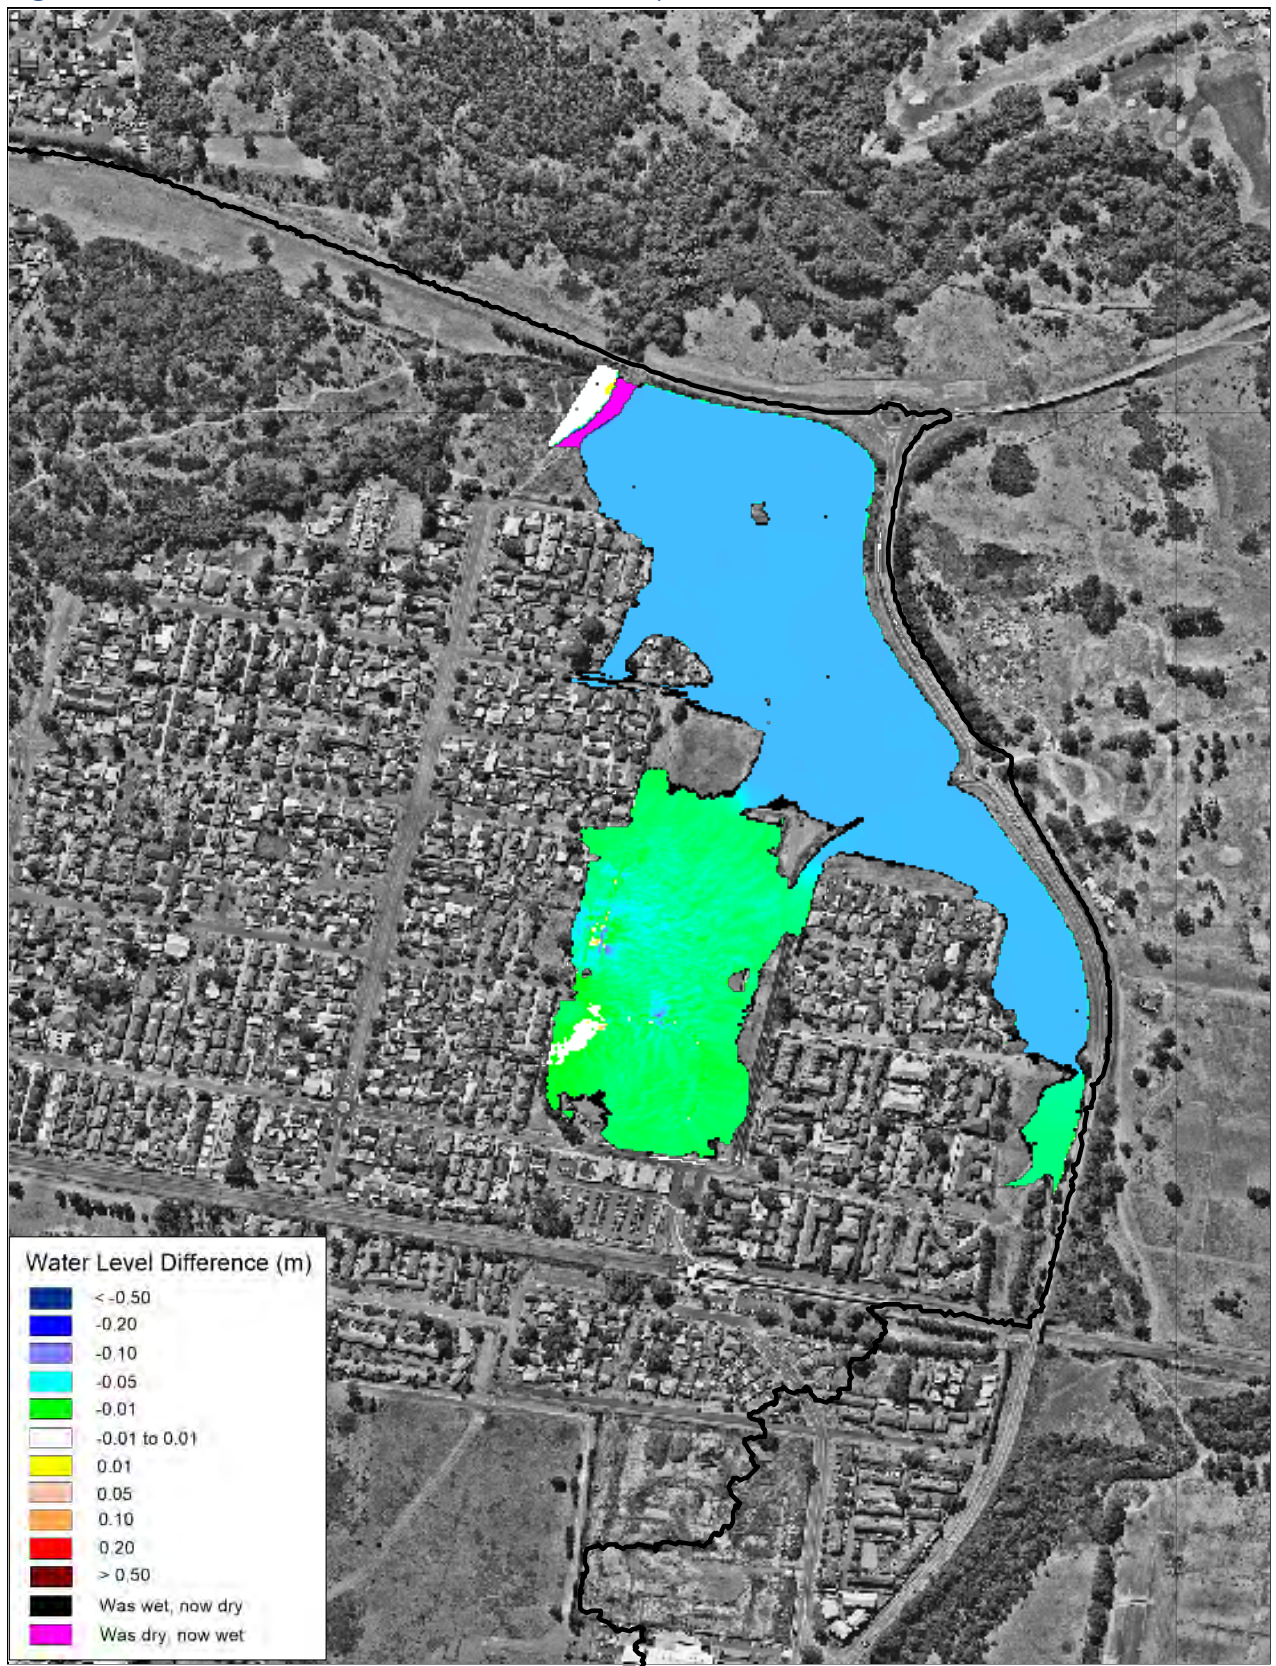 Water Level Difference (m)
< -0.50
-0.20
-0.10
-0.05
-0.01
-0.01 to 0.01
0.01
0.05
0.10
0.20
> 0.50
Was wet, now dry
Was dry, now wet